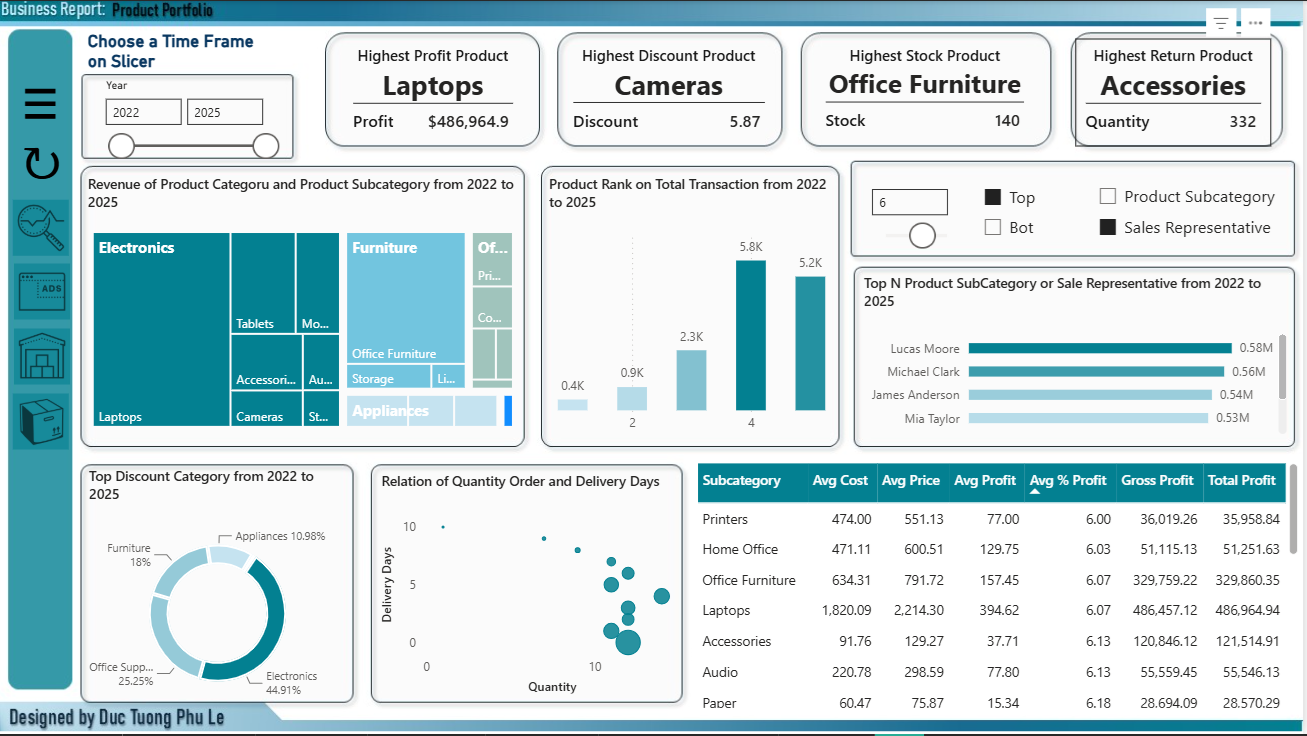 Business Report: Product Portfolio
Choose a Time Frame
on Slicer
Year
2022 2025
Highest Profit Product
Laptops
Profit $486,964.9
Highest Discount Product
Cameras
Discount 5.87
Highest Stock Product
Office Furniture
Stock 140
Highest Return Product
Accessories
Quantity 332
ADS
Revenue of Product Categoru and Product Subcategory from 2022 to
2025
Electronics
Laptops
Tablets
Mo...
Accessori...
Au...
Cameras
St...
Furniture
Office Furniture
Storage
Li...
Appliances
Of...
Pri...
Co...
Product Rank on Total Transaction from 2022
to 2025
0.4K
0.9K
2.3K
5.8K
5.2K
2 4
6
Top
Bot
Product Subcategory
Sales Representative
Top N Product SubCategory or Sale Representative from 2022 to
2025
Lucas Moore 0.58M
Michael Clark 0.56M
James Anderson 0.54M
Mia Taylor 0.53M
Top Discount Category from 2022 to
2025
Appliances 10.98%
Furniture
18%
Office Supp...
25.25%
Electronics
44.91%
Relation of Quantity Order and Delivery Days
Delivery Days
10
5
0
0 10
Quantity
Subcategory Avg Cost Avg Price Avg Profit Avg % Profit Gross Profit Total Profit
Printers 474.00 551.13 77.00 6.00 36,019.26 35,958.84
Home Office 471.11 600.51 129.75 6.03 51,115.13 51,251.63
Office Furniture 634.31 791.72 157.45 6.07 329,759.22 329,860.35
Laptops 1,820.09 2,214.30 394.62 6.07 486,457.12 486,964.94
Accessories 91.76 129.27 37.71 6.13 120,846.12 121,514.91
Audio 220.78 298.59 77.80 6.13 55,559.45 55,546.13
Paper 60.47 75.87 15.34 6.18 28,694.09 28,570.29
Designed by Duc Tuong Phu Le